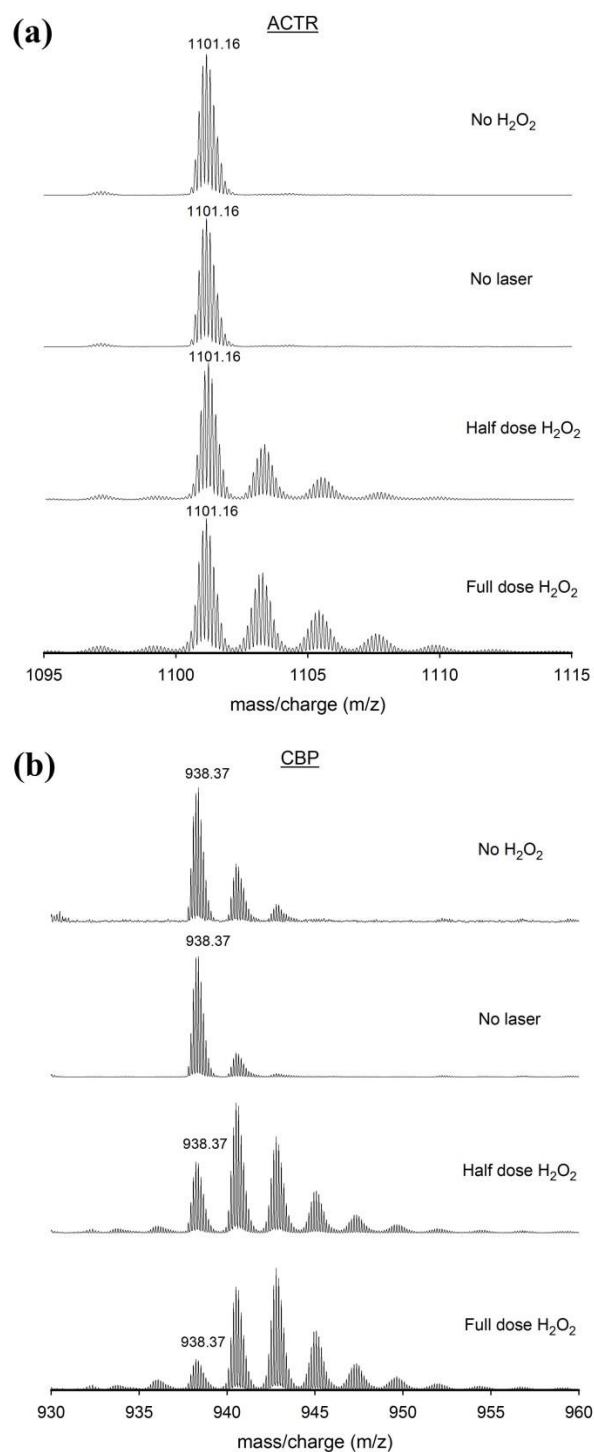 (a)
ACTR
1101.16
No H₂O₂
1101.16
No laser
1101.16
Half dose H₂O₂
1101.16
Full dose H₂O₂
1095 1100 1105 1110 1115
mass/charge (m/z)
(b)
CBP
938.37
No H₂O₂
938.37
No laser
938.37
Half dose H₂O₂
938.37
Full dose H₂O₂
930 935 940 945 950 955 960
mass/charge (m/z)